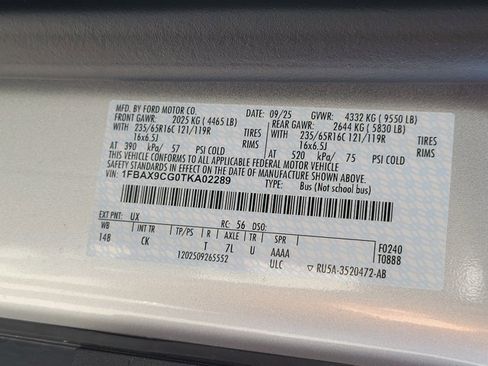 MFD. BY FORD MOTOR CO. 09/25 GVWR: 4332 KG ( 9550 LB)
FRONT GAWR: 2025 KG ( 4465 LB) REAR GAWR: 2644 KG ( 5830 LB)
WITH 235/65R16C 121/119R TIRES WITH 235/65R16C 121/119R TIRES
16x6.5J RIMS 16x6.5J RIMS
AT 390 kPa/ 57 PSI COLD AT 520 kPa/ 75 PSI COLD
THIS VEHICLE CONFORMS TO ALL APPLICABLE FEDERAL MOTOR VEHICLE
SAFETY STANDARDS IN EFFECT ON THE DATE OF MANUFACTURE SHOWN ABOVE.
VIN: 1FBAX9CG0TKA02289 TYPE: Bus (Not school bus)
EXT PNT: UX RC: 56 DSO:
WB INT TR TP/PS R AXLE TR SPR F0240
148 CK T 7L U AAAA T0888
1202509265552 ULC RU5A-3520472-AB